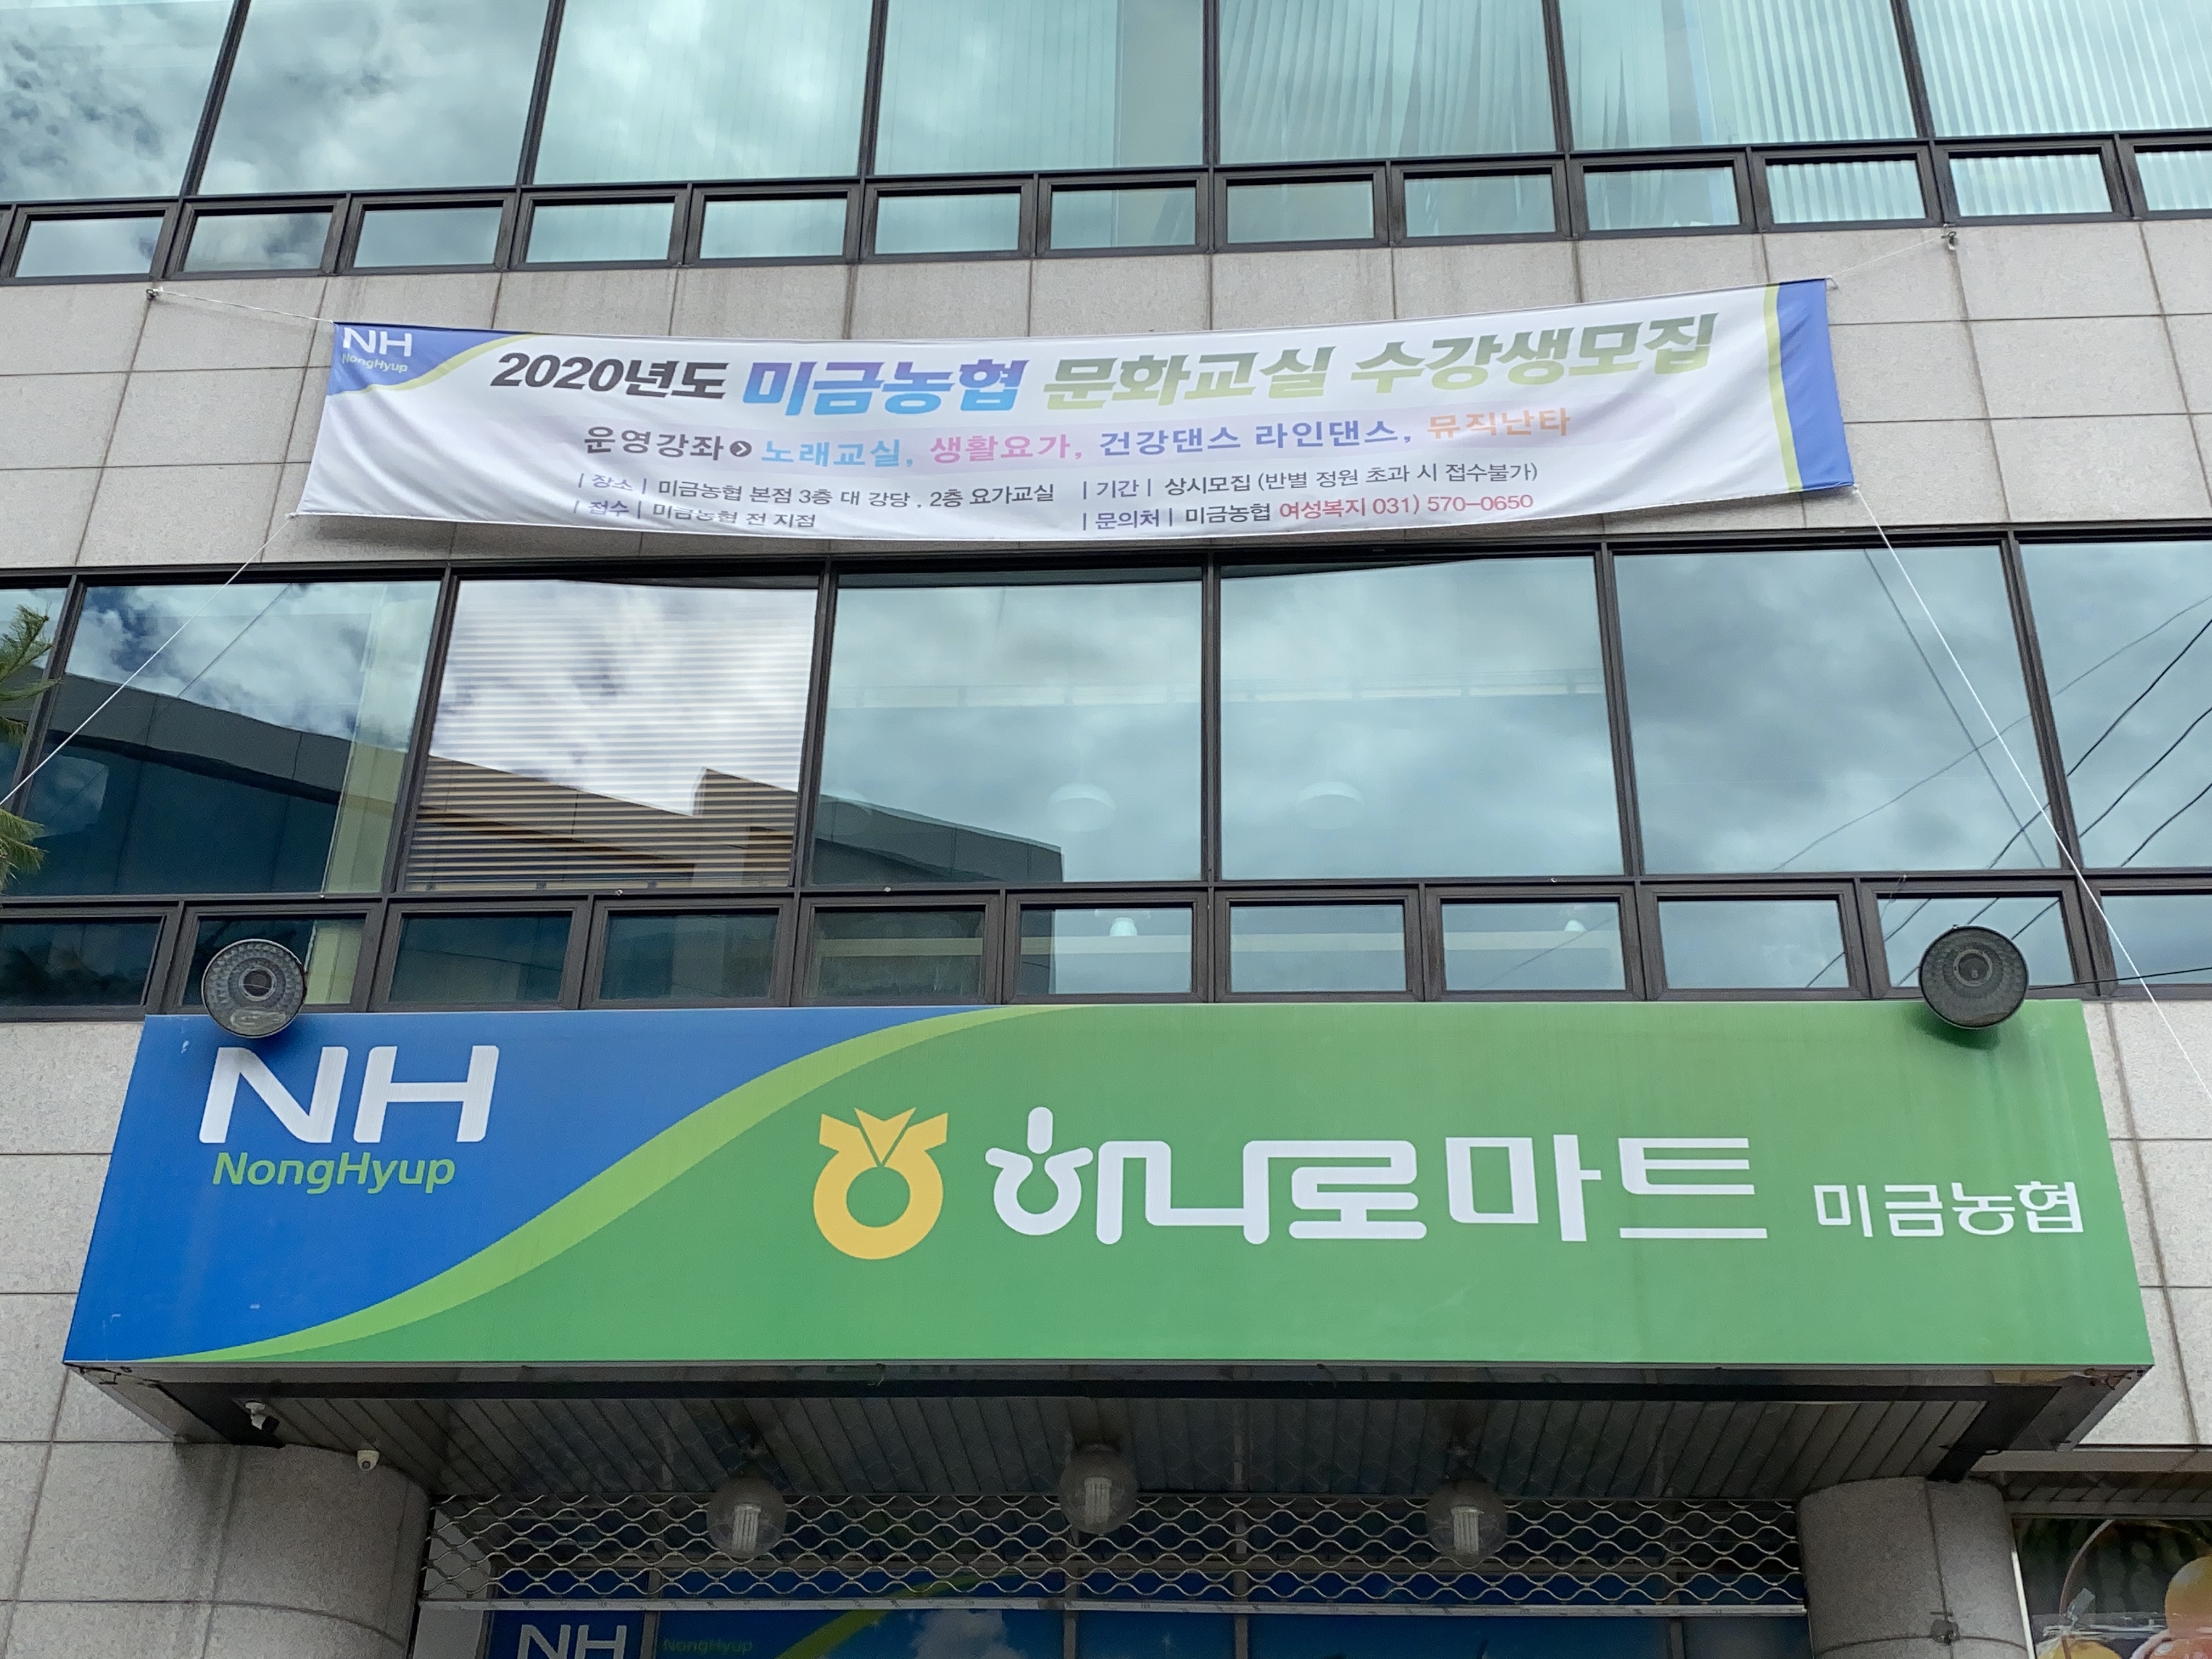 NH
NongHyup
2020년도 미금농협 문화교실 수강생모집
운영강좌 노래교실, 생활요가, 건강댄스 라인댄스, 뮤직난타
| 장소 | 미금농협 본점 3층 대 강당 , 2층 요가교실
| 기간 | 상시모집 (반별 정원 초과 시 접수불가)
| 접수 | 미금농협 전 지점
| 문의처 | 미금농협 여성복지 031) 570-0650
NH
NongHyup
하나로마트 미금농협
NH NongHyup